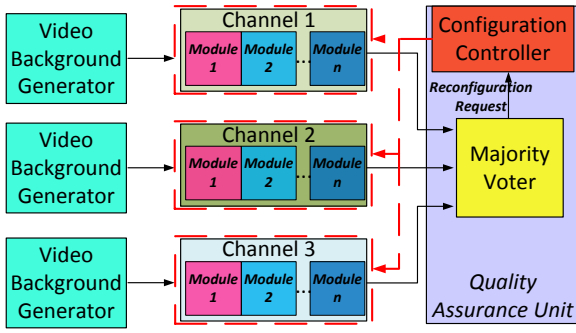 Video
Background
Generator
Channel 1
Module
1
Module
2
...
Module
n
Configuration
Controller
Reconfiguration
Request
Video
Background
Generator
Channel 2
Module
1
Module
2
...
Module
n
Majority
Voter
Video
Background
Generator
Channel 3
Module
1
Module
2
...
Module
n
Quality
Assurance Unit